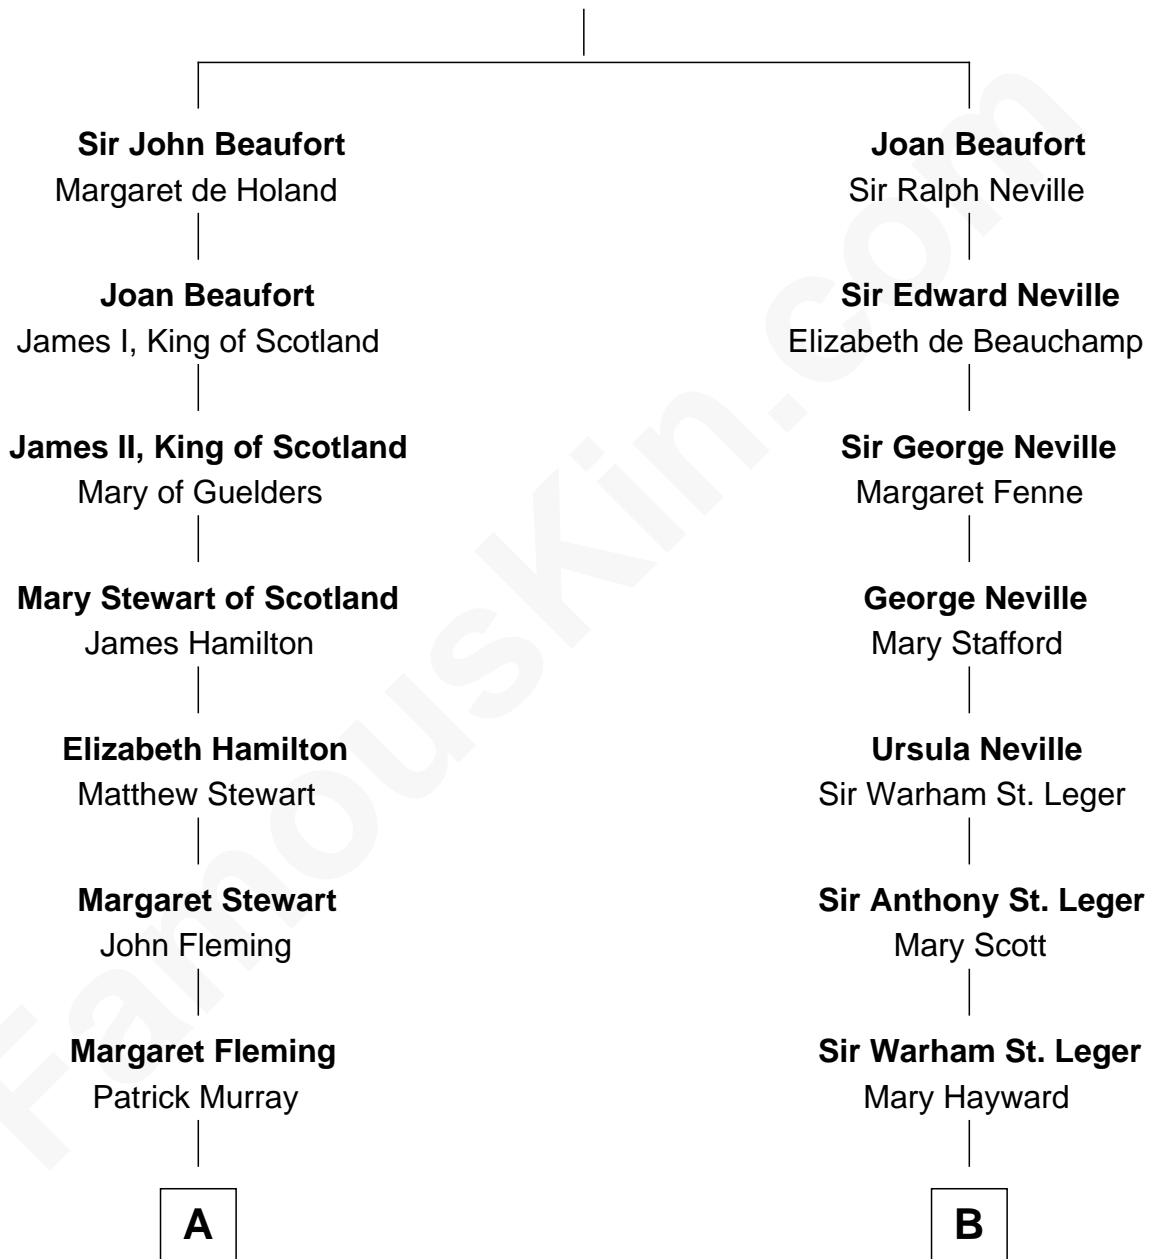 Sir John Beaufort
Margaret de Holand
Joan Beaufort
James I, King of Scotland
James II, King of Scotland
Mary of Guelders
Mary Stewart of Scotland
James Hamilton
Elizabeth Hamilton
Matthew Stewart
Margaret Stewart
John Fleming
Margaret Fleming
Patrick Murray
A
Joan Beaufort
Sir Ralph Neville
Sir Edward Neville
Elizabeth de Beauchamp
Sir George Neville
Margaret Fenne
George Neville
Mary Stafford
Ursula Neville
Sir Warham St. Leger
Sir Anthony St. Leger
Mary Scott
Sir Warham St. Leger
Mary Hayward
B
FamousKin.com